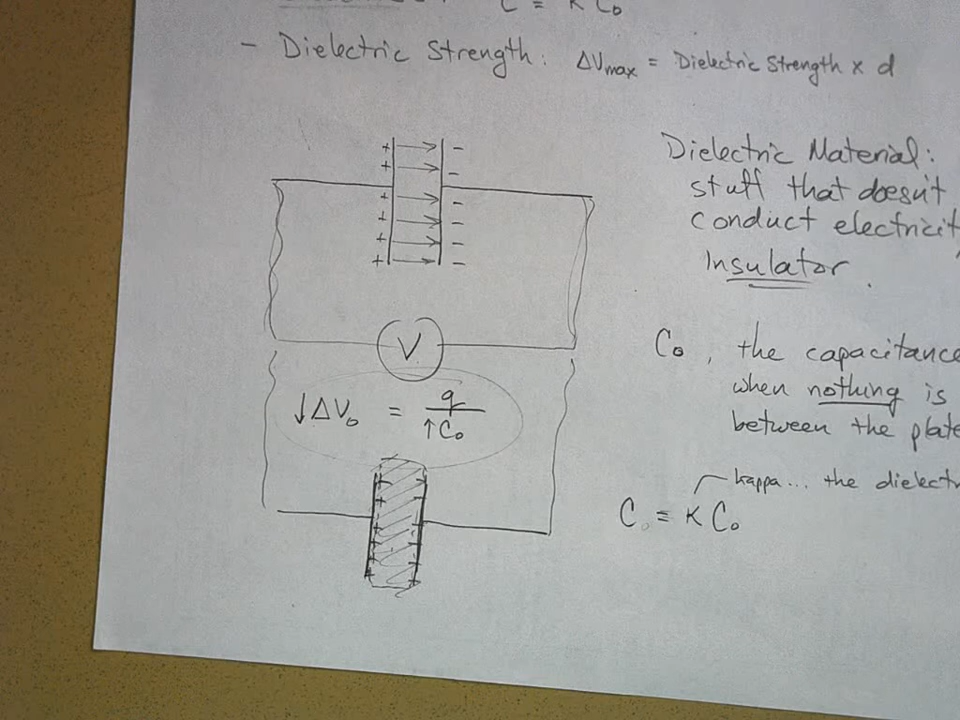 C = K C₀
- Dielectric Strength: ΔVmax = Dielectric Strength x d
Dielectric Material:
stuff that doesn't
conduct electricit
Insulator.
+ -
+ -
+ -
+ -
+ -
+ -
V
C₀, the capacitance
when nothing is
between the plate
↓ΔV₀ = q / ↑C₀
kappa... the dielectr
C = K C₀